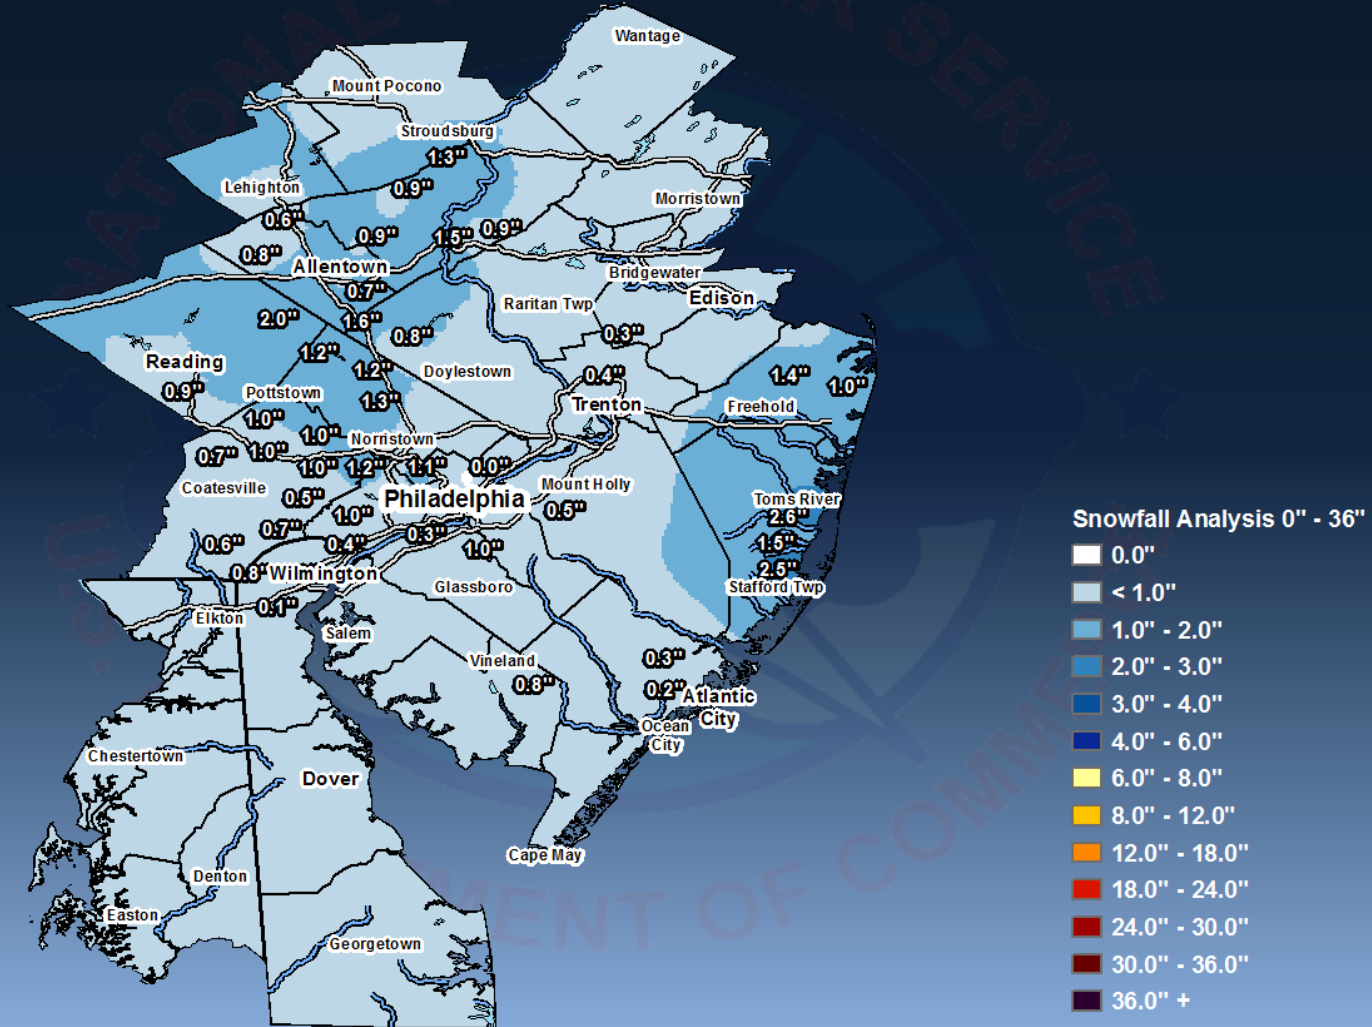 NATIONAL
SERVICE
Wantage
Mount Pocono
Stroudsburg
1.3"
Lehighton
0.9"
Morristown
0.6"
0.9"
1.5"
0.9"
0.8"
Allentown
Bridgewater
0.7"
Edison
Raritan Twp
2.0"
1.6"
0.8"
0.3"
1.2"
Reading
1.2"
Doylestown
0.4"
1.4"
1.0"
0.9"
Pottstown
1.3"
Trenton
Freehold
1.0"
1.0"
Norristown
0.7"
1.0"
1.0"
1.2"
1.1"
0.0"
Coatesville
0.5"
Philadelphia
Mount Holly
Toms River
0.5"
2.6"
1.0"
0.7"
0.3"
0.6"
0.4"
1.0"
1.5"
0.8"
Wilmington
2.5"
Glassboro
Stafford Twp
0.1"
Elkton
Salem
Vineland
0.3"
0.8"
0.2"
Atlantic
City
Ocean
City
Chestertown
Dover
Cape May
Denton
Easton
Georgetown
Snowfall Analysis 0" - 36"
0.0"
< 1.0"
1.0" - 2.0"
2.0" - 3.0"
3.0" - 4.0"
4.0" - 6.0"
6.0" - 8.0"
8.0" - 12.0"
12.0" - 18.0"
18.0" - 24.0"
24.0" - 30.0"
30.0" - 36.0"
36.0" +
OF COMMERCE